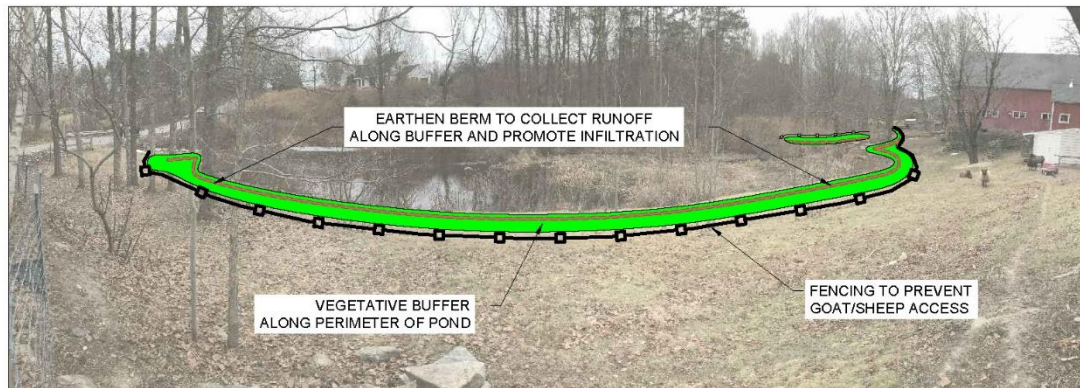 EARTHEN BERM TO COLLECT RUNOFF
ALONG BUFFER AND PROMOTE INFILTRATION
VEGETATIVE BUFFER
ALONG PERIMETER OF POND
FENCING TO PREVENT
GOAT/SHEEP ACCESS